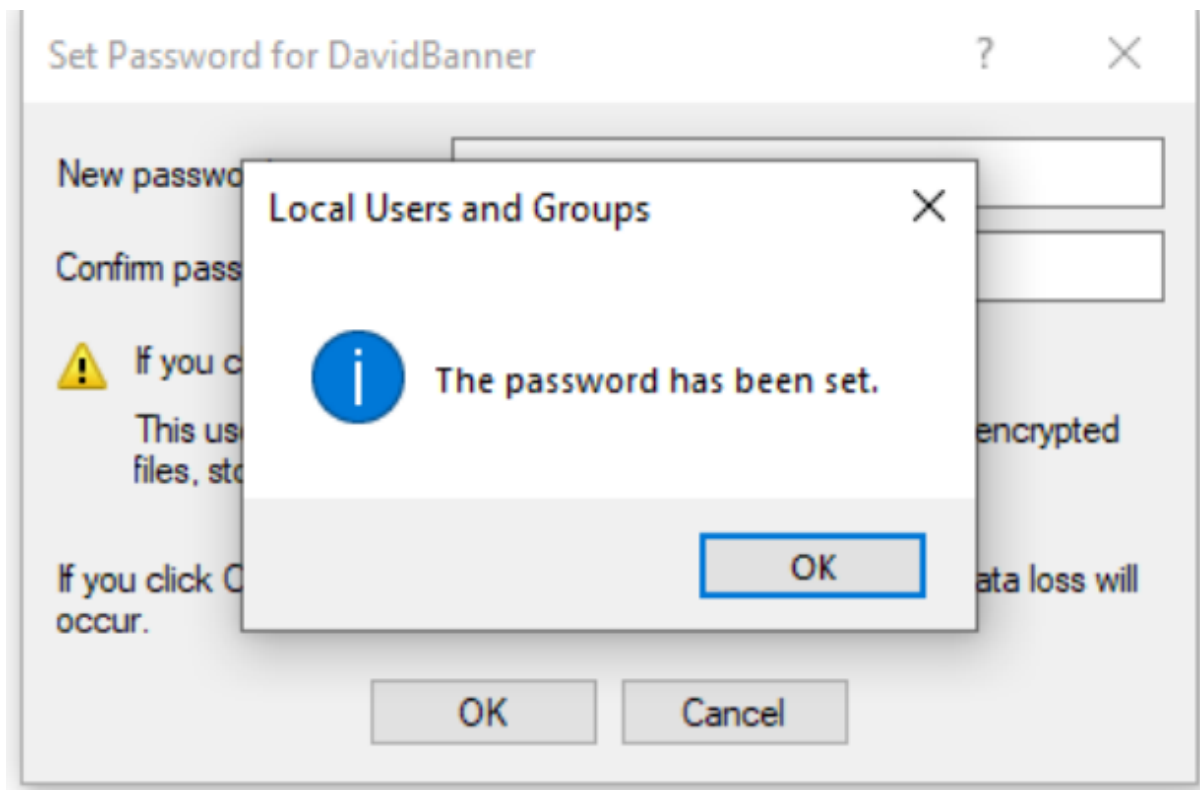 Set Password for DavidBanner
New passwo
Local Users and Groups
Confirm pass
If you c
The password has been set.
This us encrypted
files, sto
OK
If you click C ata loss will
occur.
OK Cancel